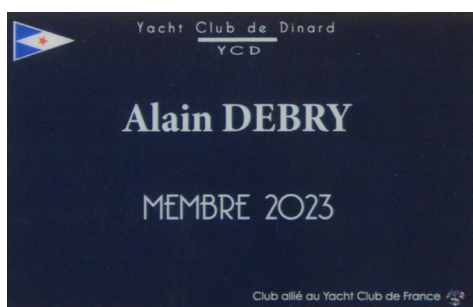 Yacht Club de Dinard
YCD
Alain DEBRY
MEMBRE 2023
Club allié au Yacht Club de France